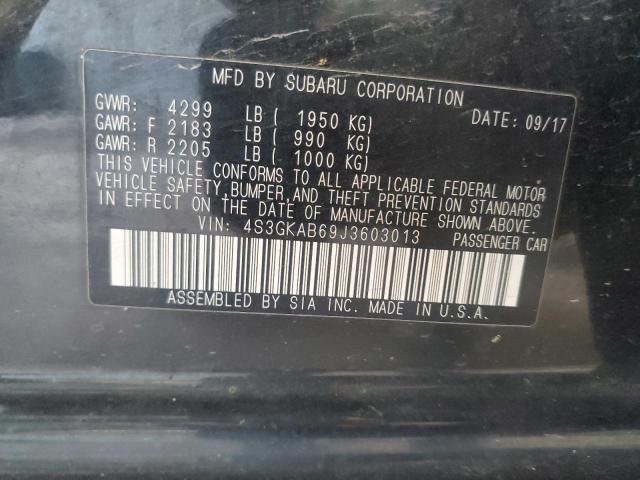 MFD BY SUBARU CORPORATION
GVWR: 4299 LB ( 1950 KG) DATE: 09/17
GAWR: F 2183 LB ( 990 KG)
GAWR: R 2205 LB ( 1000 KG)
THIS VEHICLE CONFORMS TO ALL APPLICABLE FEDERAL MOTOR
VEHICLE SAFETY,BUMPER,AND THEFT PREVENTION STANDARDS
IN EFFECT ON THE DATE OF MANUFACTURE SHOWN ABOVE.
VIN: 4S3GKAB69J3603013 PASSENGER CAR
ASSEMBLED BY SIA INC. MADE IN U.S.A.